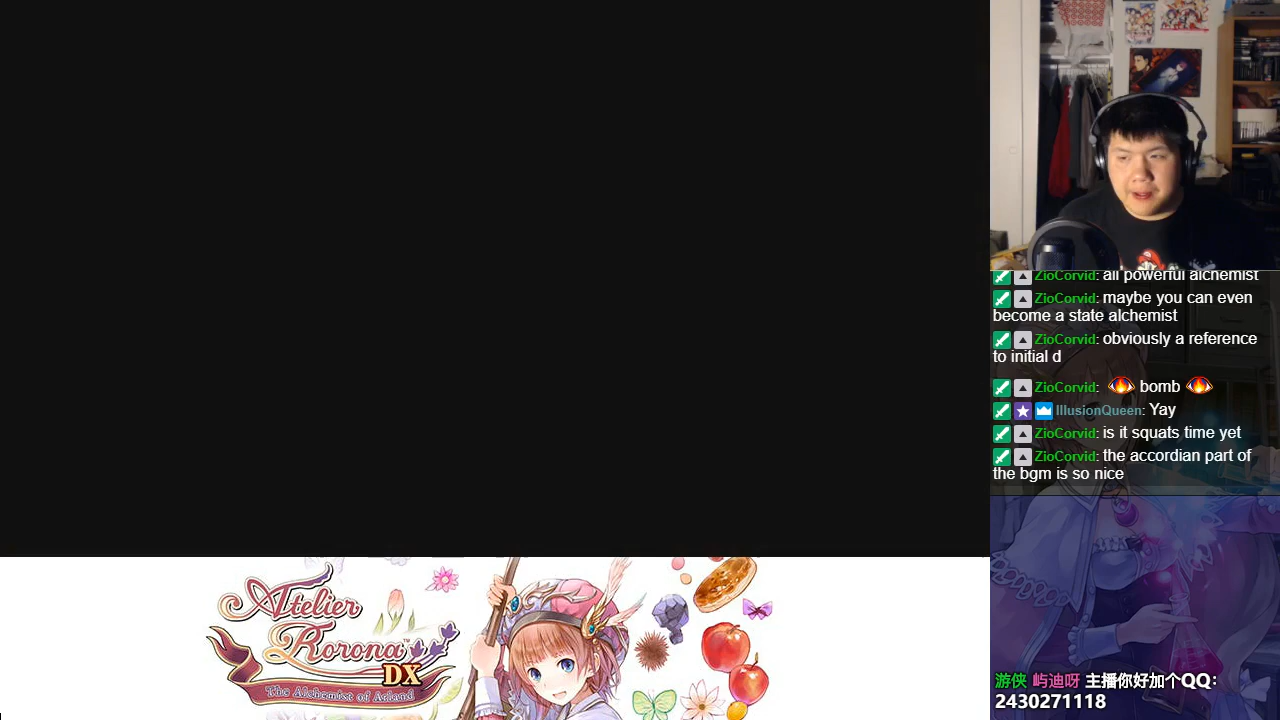 ZioCorvid: all powerful alchemist
ZioCorvid: maybe you can even
become a state alchemist
ZioCorvid: obviously a reference
to initial d
ZioCorvid: bomb
IllusionQueen: Yay
ZioCorvid: is it squats time yet
ZioCorvid: the accordian part of
the bgm is so nice
Atelier
Rorona™
DX
The Alchemist of Arland
游侠 屿迪呀 主播你好加个QQ：
2430271118